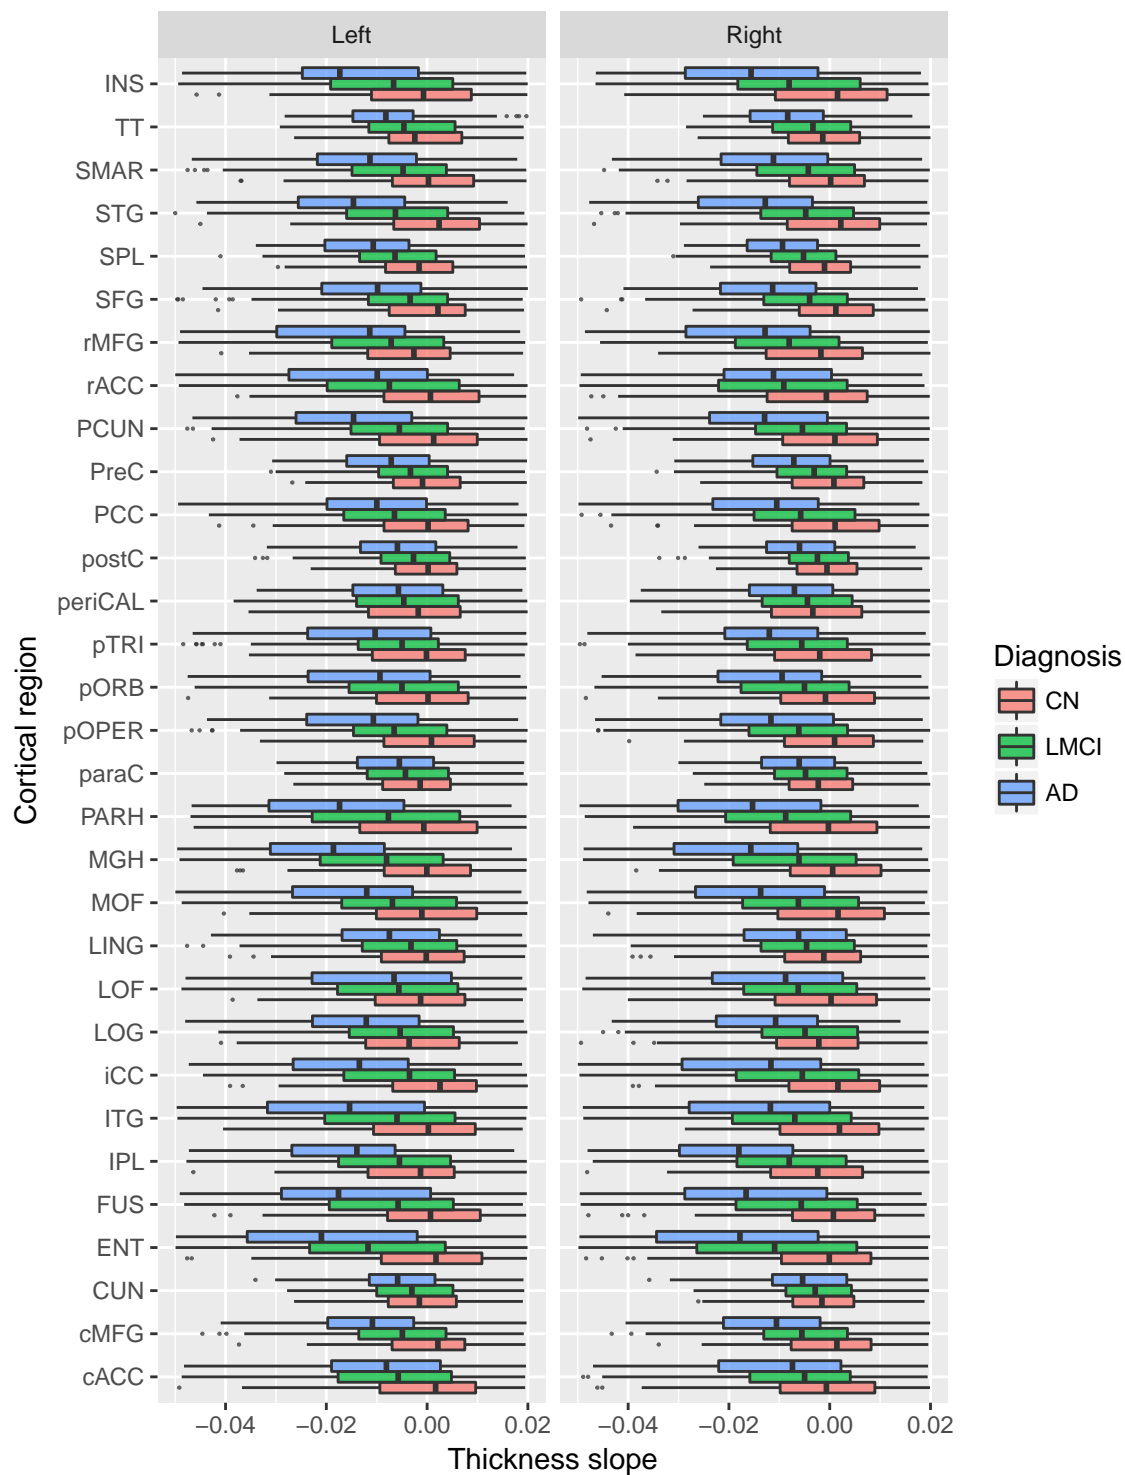 Left Right
INS
TT
SMAR
STG
SPL
SFG
rMFG
rACC
PCUN
PreC
PCC
postC
periCAL
pTRI
pORB
pOPER
paraC
PARH
MGH
MOF
LING
LOF
LOG
iCC
ITG
IPL
FUS
ENT
CUN
cMFG
cACC
Cortical region
−0.04 −0.02 0.00 0.02 −0.04 −0.02 0.00 0.02
Thickness slope
Diagnosis
CN
LMCI
AD